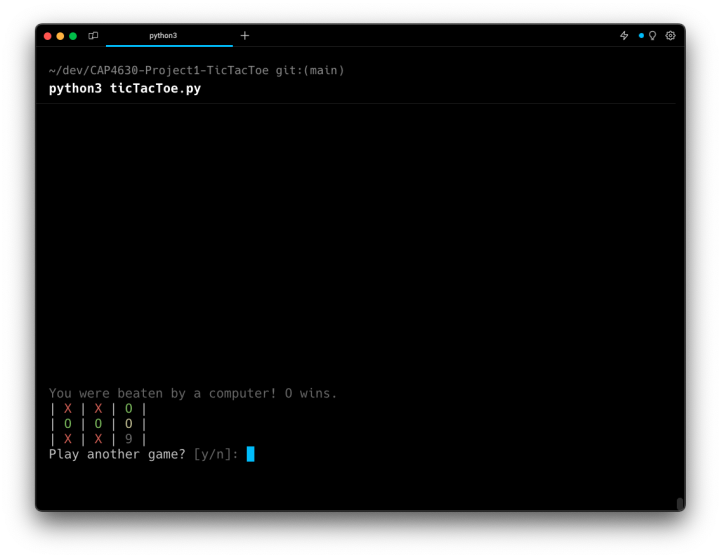 python3
~/dev/CAP4630-Project1-TicTacToe git:(main)
python3 ticTacToe.py
You were beaten by a computer! O wins.
| X | X | O |
| O | O | O |
| X | X | 9 |
Play another game? [y/n]: